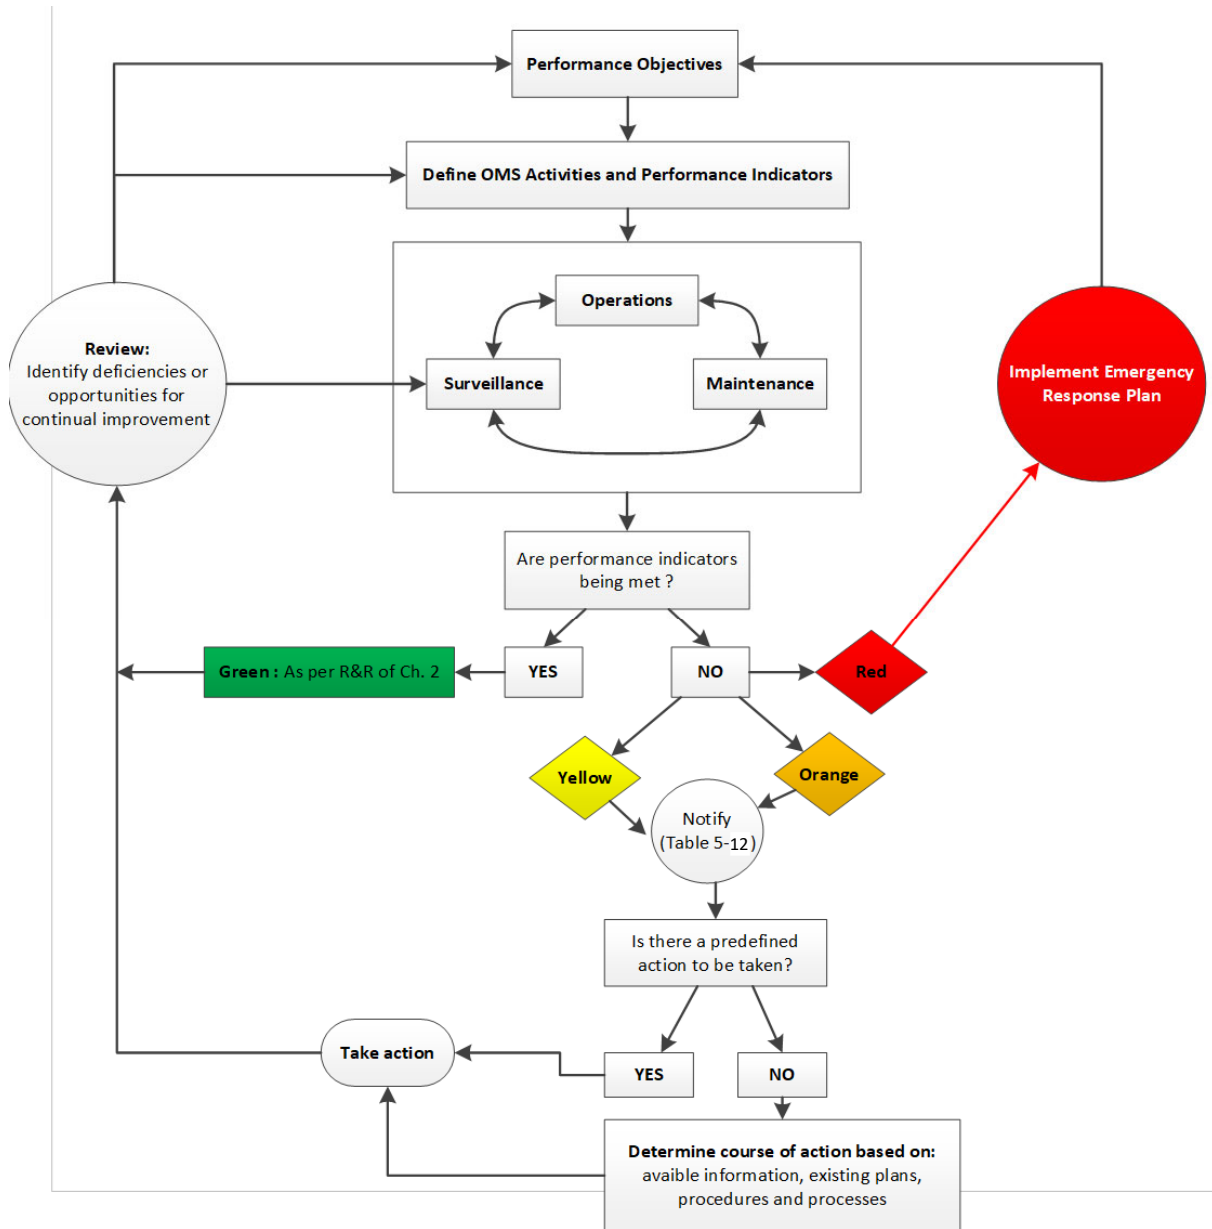 Performance Objectives
Define OMS Activities and Performance Indicators
Operations
Surveillance
Maintenance
Review:
Identify deficiencies or
opportunities for
continual improvement
Implement Emergency
Response Plan
Are performance indicators
being met ?
Green : As per R&R of Ch. 2
YES
NO
Red
Yellow
Orange
Notify
(Table 5-12)
Is there a predefined
action to be taken?
Take action
YES
NO
Determine course of action based on:
avaible information, existing plans,
procedures and processes